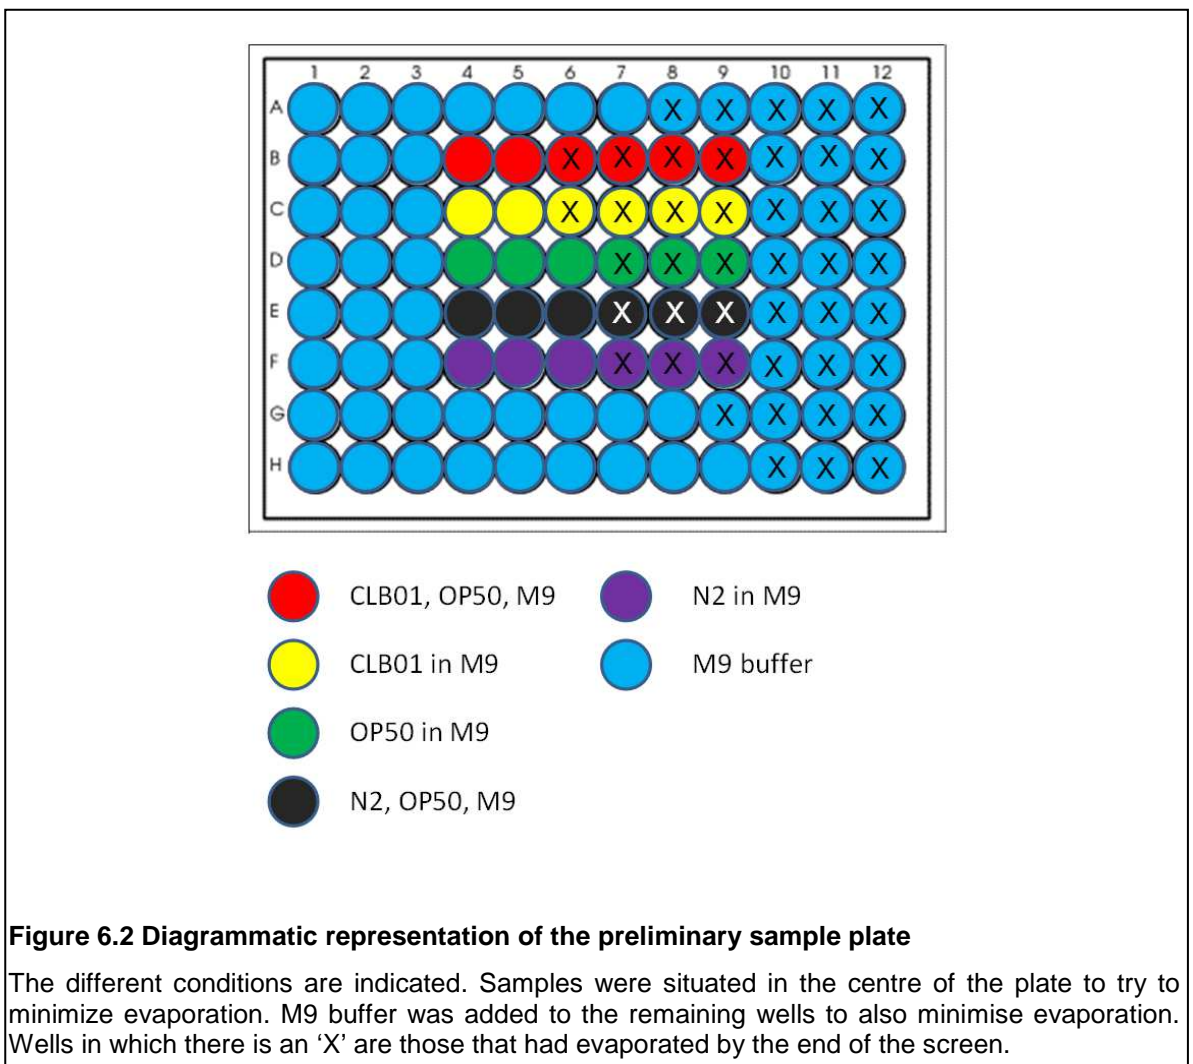 1 2 3 4 5 6 7 8 9 10 11 12
A X X X X X
B X X X X X X X
C X X X X X X X
D X X X X X X
E X X X X X X
F X X X X X X
G X X X X
H X X X
CLB01, OP50, M9 N2 in M9
CLB01 in M9 M9 buffer
OP50 in M9
N2, OP50, M9
Figure 6.2 Diagrammatic representation of the preliminary sample plate
The different conditions are indicated. Samples were situated in the centre of the plate to try to
minimize evaporation. M9 buffer was added to the remaining wells to also minimise evaporation.
Wells in which there is an ‘X’ are those that had evaporated by the end of the screen.